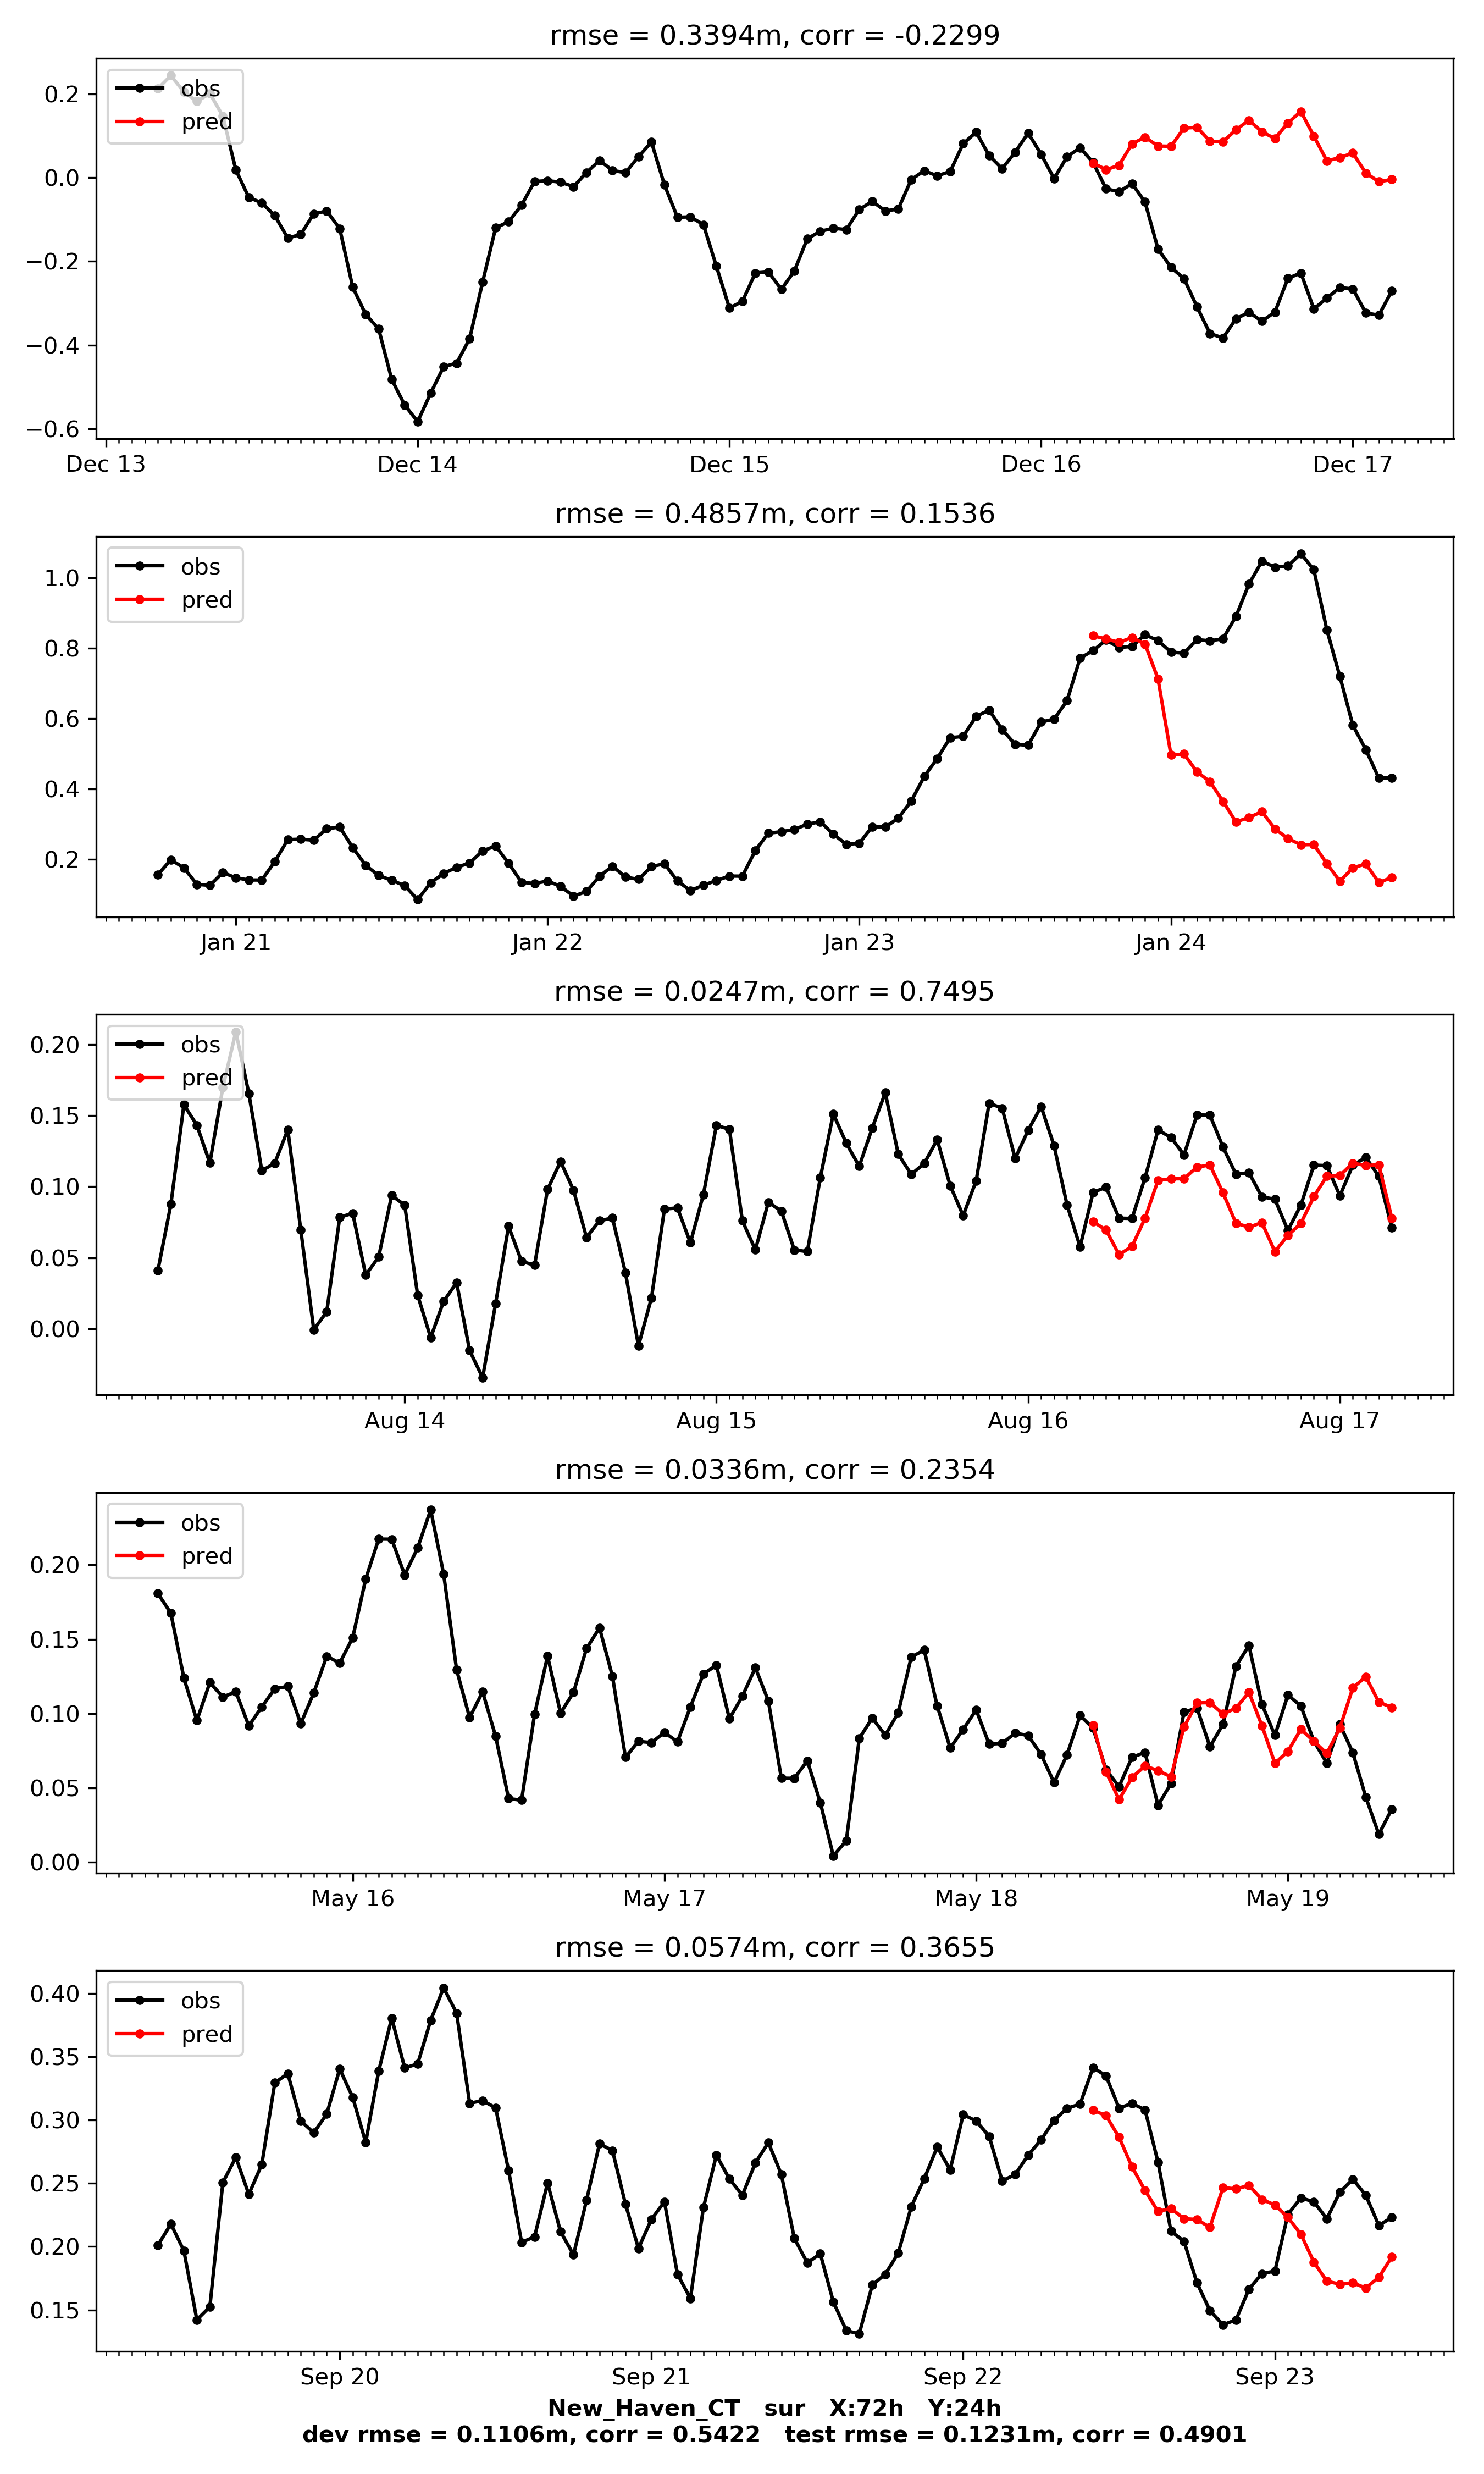 rmse = 0.3394m, corr = -0.2299
obs
pred
0.2
0.0
−0.2
−0.4
−0.6
Dec 13 Dec 14 Dec 15 Dec 16 Dec 17
rmse = 0.4857m, corr = 0.1536
obs
pred
1.0
0.8
0.6
0.4
0.2
Jan 21 Jan 22 Jan 23 Jan 24
rmse = 0.0247m, corr = 0.7495
obs
pred
0.20
0.15
0.10
0.05
0.00
Aug 14 Aug 15 Aug 16 Aug 17
rmse = 0.0336m, corr = 0.2354
obs
pred
0.20
0.15
0.10
0.05
0.00
May 16 May 17 May 18 May 19
rmse = 0.0574m, corr = 0.3655
obs
pred
0.40
0.35
0.30
0.25
0.20
0.15
Sep 20 Sep 21 Sep 22 Sep 23
New_Haven_CT sur X:72h Y:24h
dev rmse = 0.1106m, corr = 0.5422 test rmse = 0.1231m, corr = 0.4901